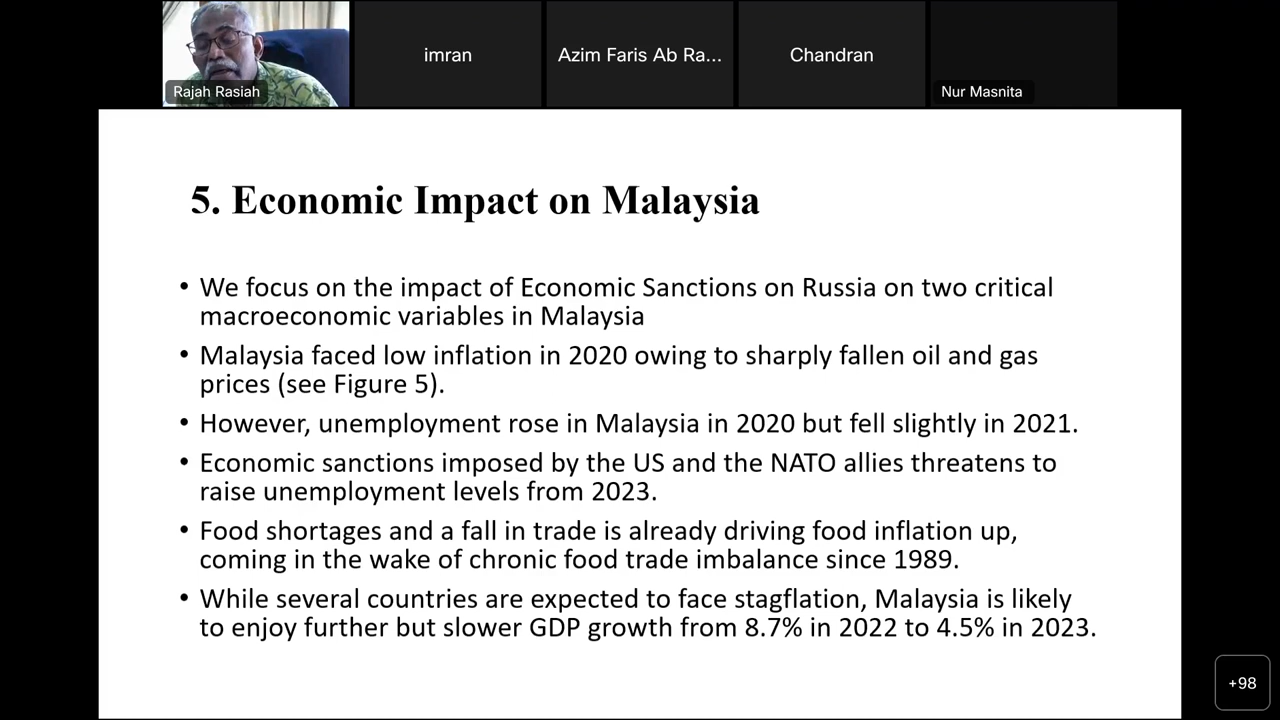 Rajah Rasiah
imran
Azim Faris Ab Ra...
Chandran
Nur Masnita
5. Economic Impact on Malaysia
• We focus on the impact of Economic Sanctions on Russia on two critical
macroeconomic variables in Malaysia
• Malaysia faced low inflation in 2020 owing to sharply fallen oil and gas
prices (see Figure 5).
• However, unemployment rose in Malaysia in 2020 but fell slightly in 2021.
• Economic sanctions imposed by the US and the NATO allies threatens to
raise unemployment levels from 2023.
• Food shortages and a fall in trade is already driving food inflation up,
coming in the wake of chronic food trade imbalance since 1989.
• While several countries are expected to face stagflation, Malaysia is likely
to enjoy further but slower GDP growth from 8.7% in 2022 to 4.5% in 2023.
+98